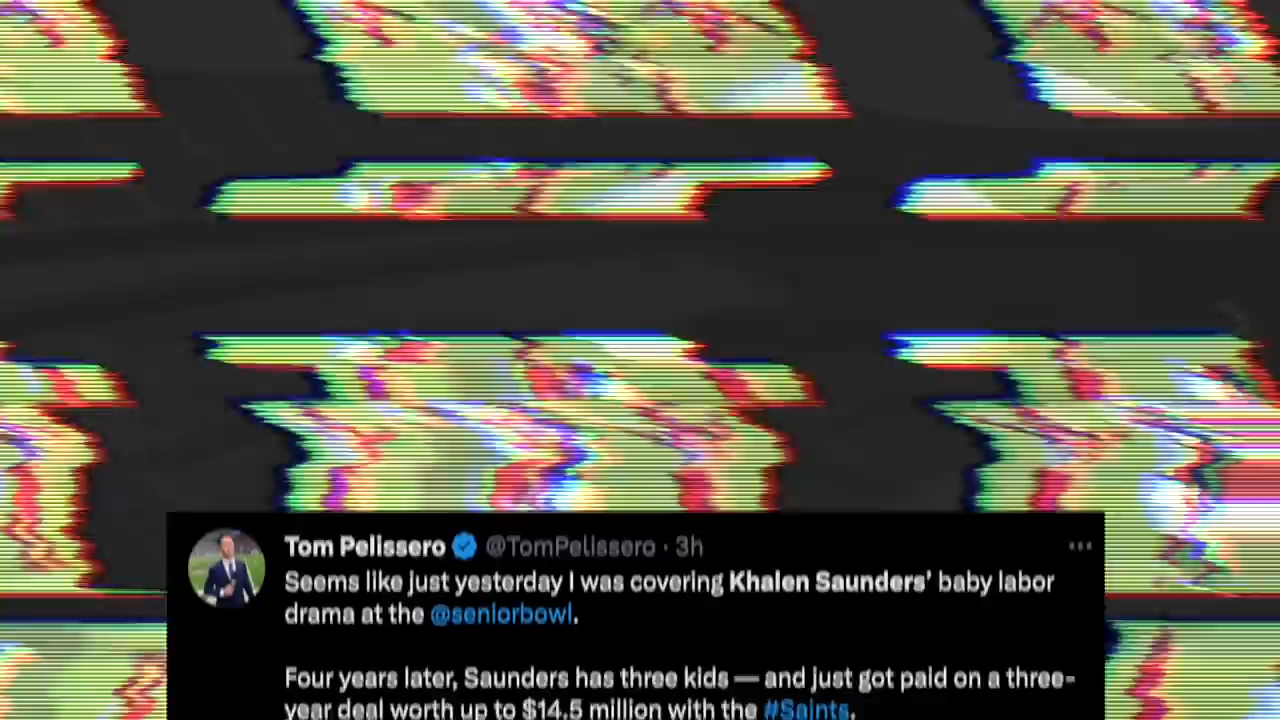 Tom Pelissero @TomPelissero · 3h
Seems like just yesterday I was covering Khalen Saunders' baby labor
drama at the @seniorbowl.
Four years later, Saunders has three kids — and just got paid on a three-
year deal worth up to $14.5 million with the #Saints.